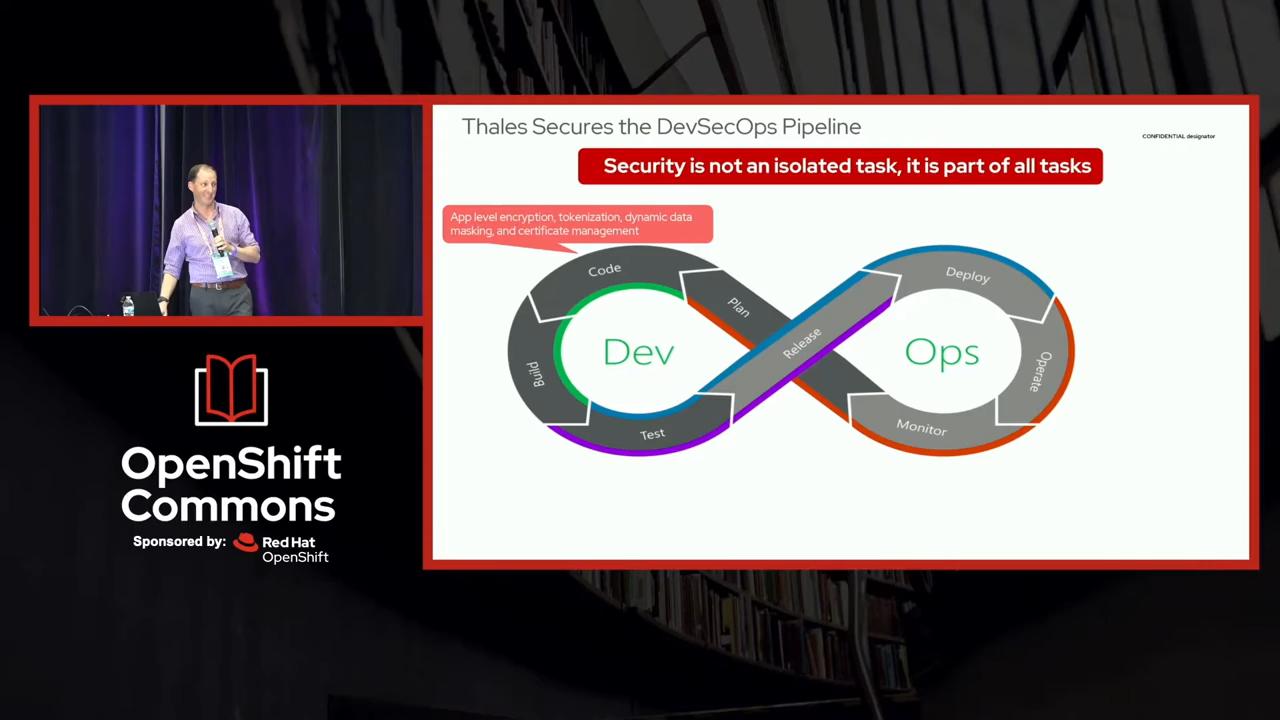 Thales Secures the DevSecOps Pipeline
CONFIDENTIAL designator
Security is not an isolated task, it is part of all tasks
App level encryption, tokenization, dynamic data
masking, and certificate management
Code
Plan
Build
Test
Release
Deploy
Operate
Monitor
Dev
Ops
OpenShift
Commons
Sponsored by:
Red Hat
OpenShift